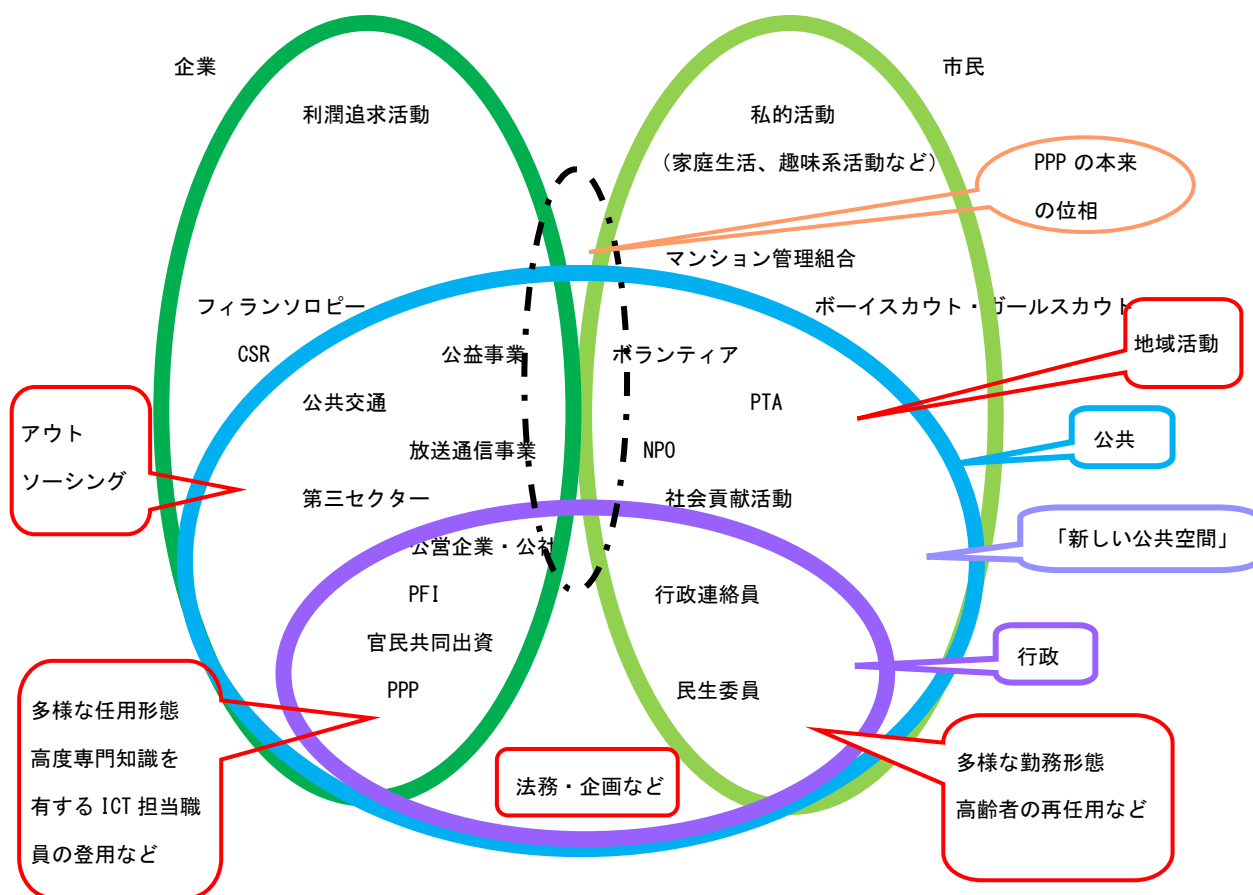 企業
市民
利潤追求活動
私的活動
(家庭生活、趣味系活動など)
PPP の本来
の位相
マンション管理組合
フィランソロピー
ボーイスカウト・ガールスカウト
CSR
公益事業
ボランティア
地域活動
公共交通
PTA
アウト
ソーシング
公共
放送通信事業
NPO
第三セクター
社会貢献活動
「新しい公共空間」
公営企業・公社
PFI
行政連絡員
官民共同出資
行政
PPP
民生委員
多様な任用形態
高度専門知識を
有する ICT 担当職
員の登用など
法務・企画など
多様な勤務形態
高齢者の再任用など